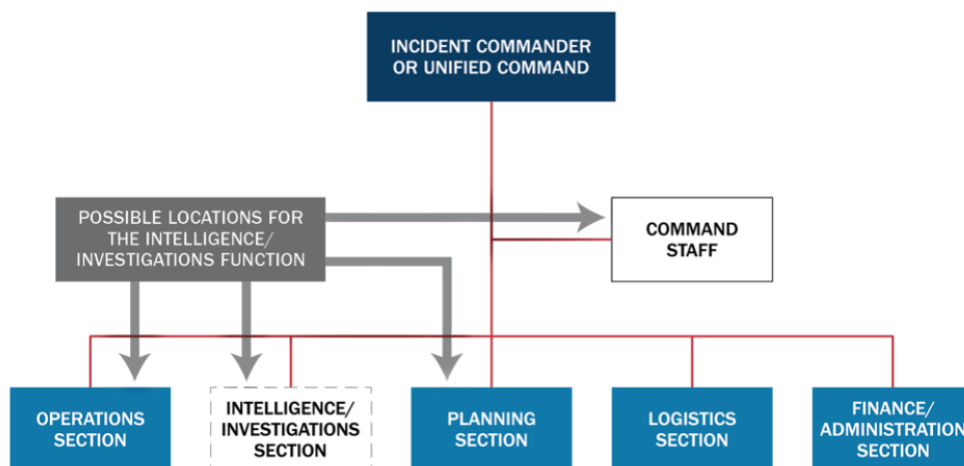 INCIDENT COMMANDER
OR UNIFIED COMMAND
POSSIBLE LOCATIONS FOR
THE INTELLIGENCE/
INVESTIGATIONS FUNCTION
COMMAND
STAFF
OPERATIONS
SECTION
INTELLIGENCE/
INVESTIGATIONS
SECTION
PLANNING
SECTION
LOGISTICS
SECTION
FINANCE/
ADMINISTRATION
SECTION